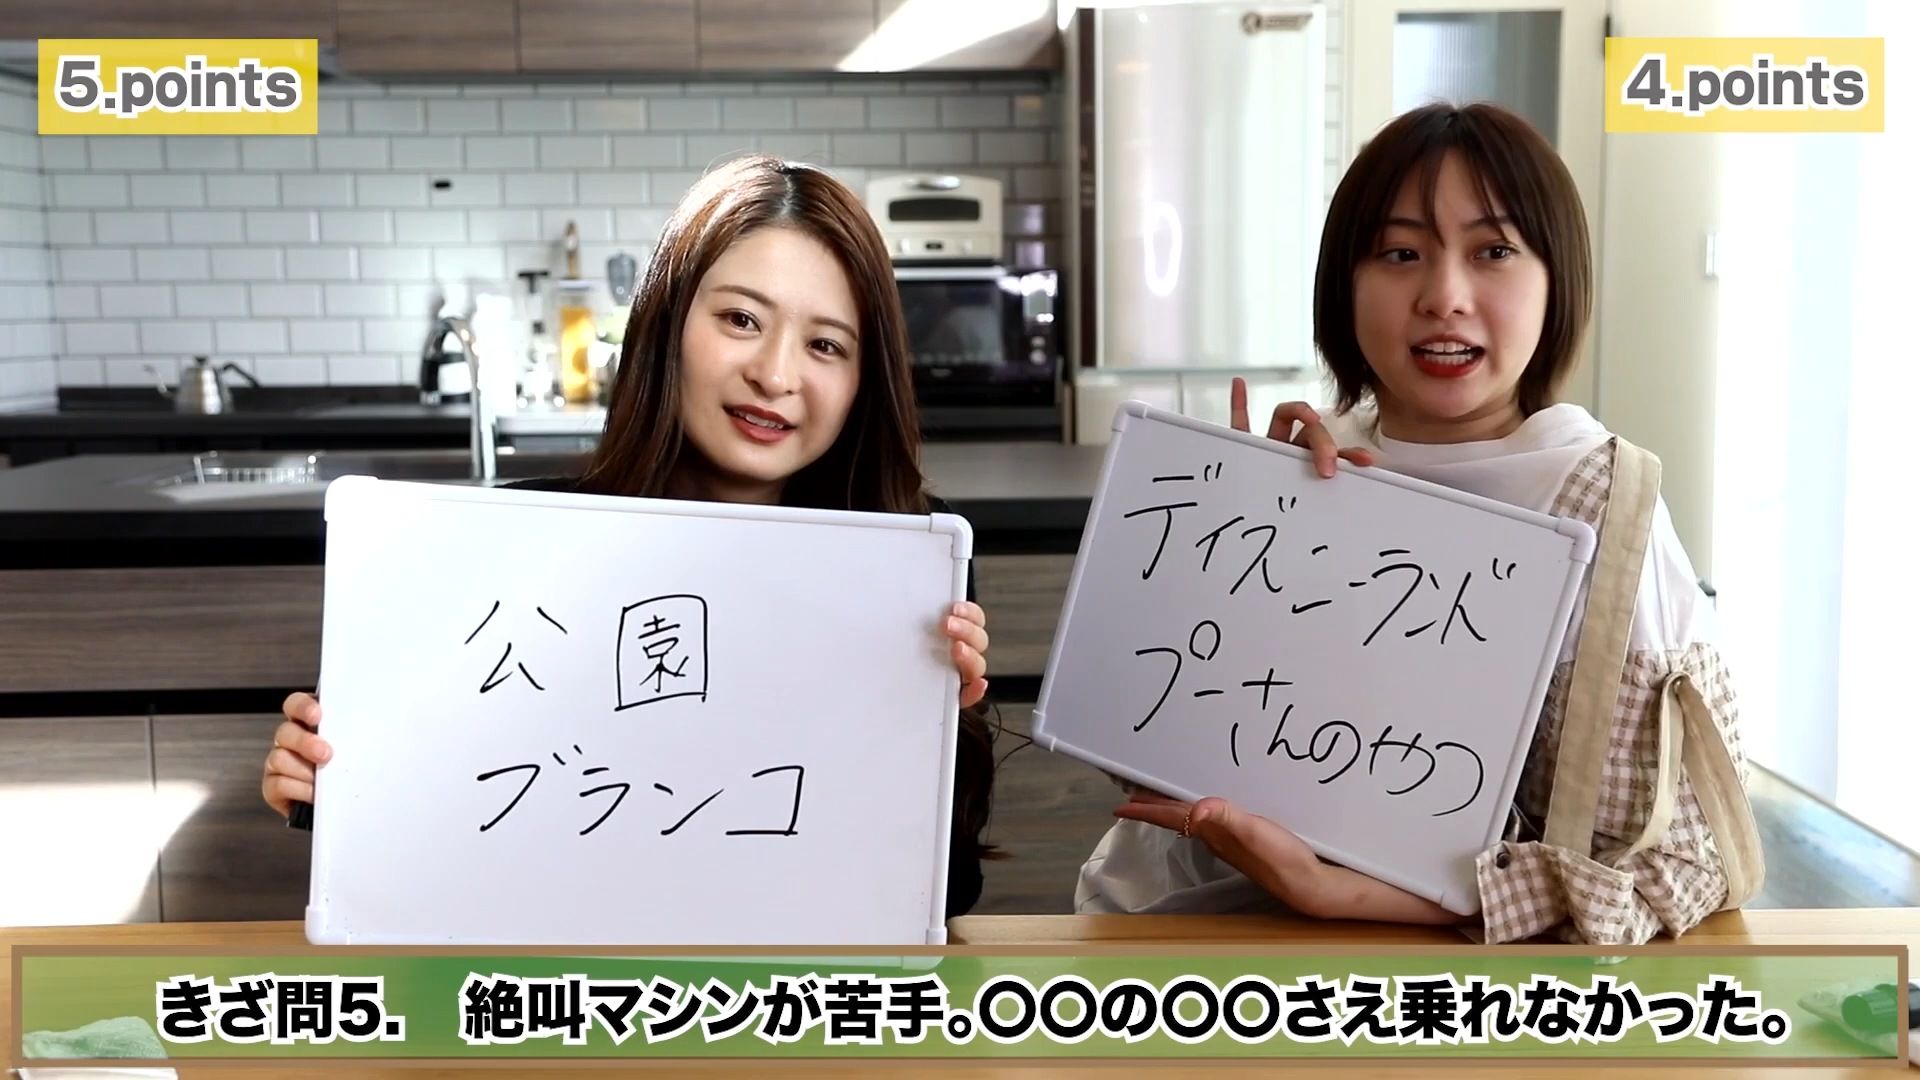 5.points
4.points
公園
ブランコ
ディズニーランド
プーさんのやつ
きざ問5. 絶叫マシンが苦手。〇〇の〇〇さえ乗れなかった。